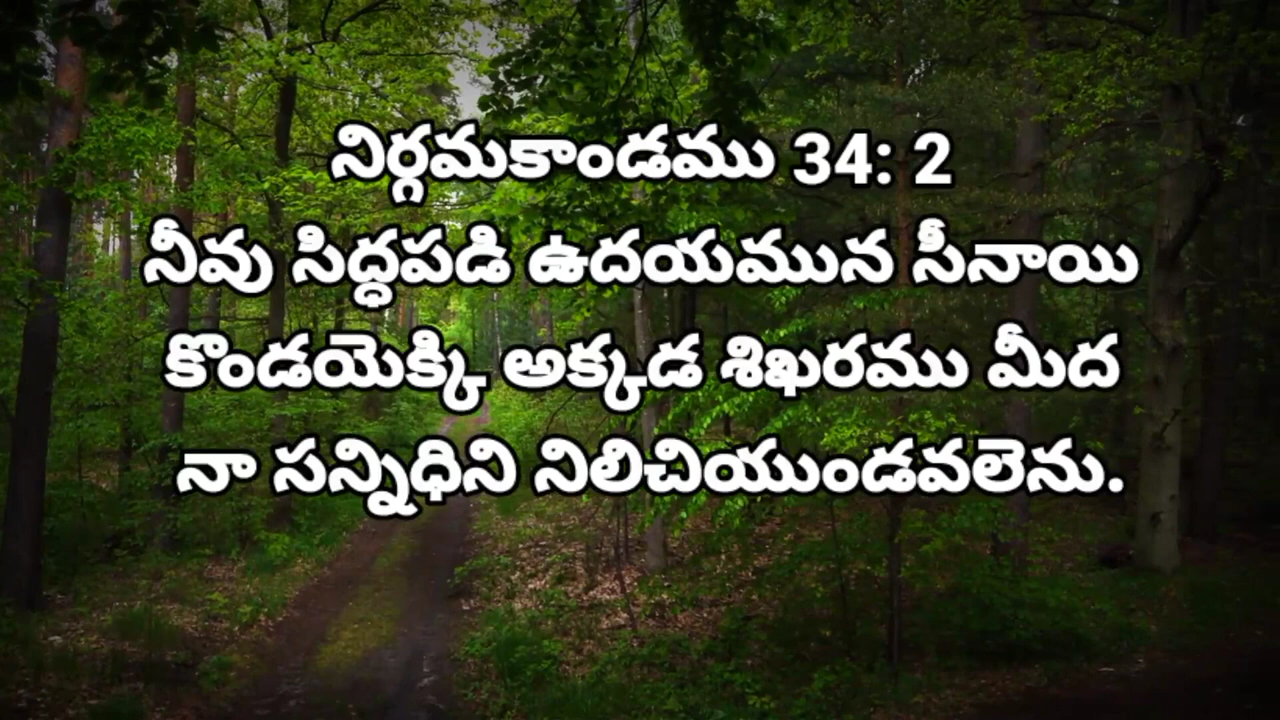 నిర్గమకాండము 34: 2
నీవు సిద్ధపడి ఉదయమున సీనాయి
కొండయెక్కి అక్కడ శిఖరము మీద
నా సన్నిధిని నిలిచియుండవలెను.